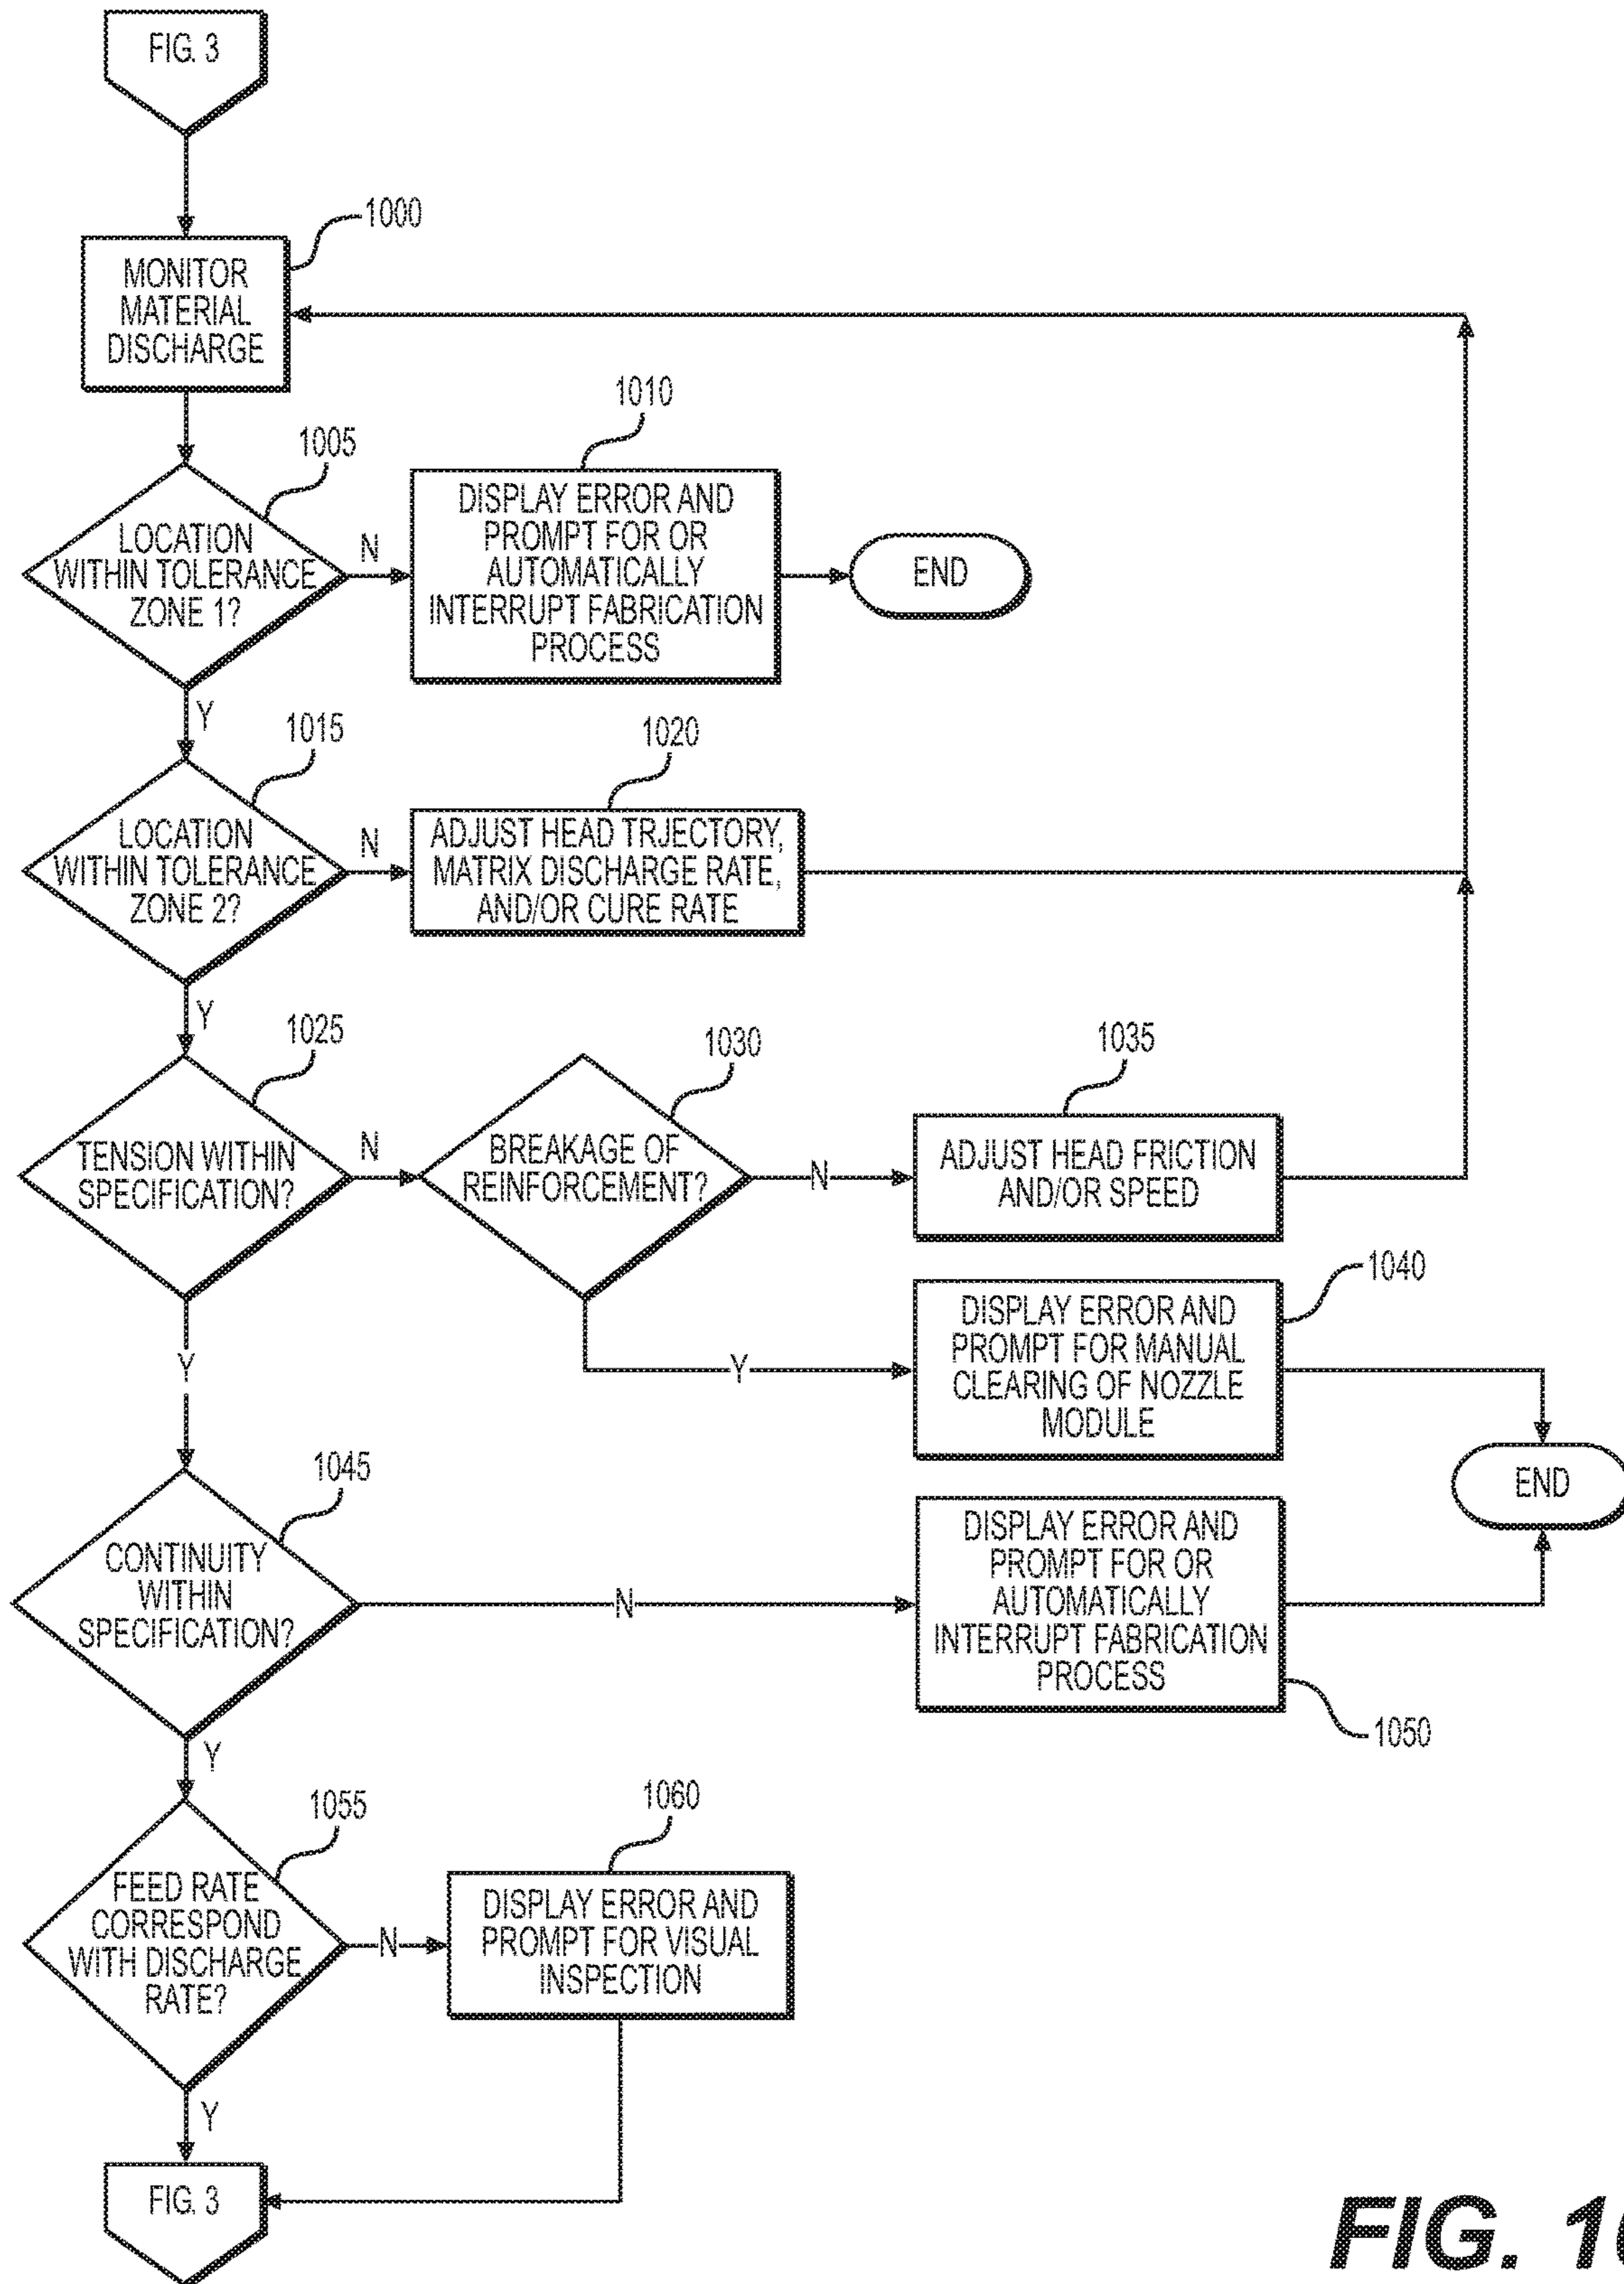 FIG. 3
1000
MONITOR
MATERIAL
DISCHARGE
1005
LOCATION
WITHIN TOLERANCE
ZONE 1?
N
Y
1010
DISPLAY ERROR AND
PROMPT FOR OR
AUTOMATICALLY
INTERRUPT FABRICATION
PROCESS
END
1015
LOCATION
WITHIN TOLERANCE
ZONE 2?
N
Y
1020
ADJUST HEAD TRJECTORY,
MATRIX DISCHARGE RATE,
AND/OR CURE RATE
1025
TENSION WITHIN
SPECIFICATION?
N
Y
1030
BREAKAGE OF
REINFORCEMENT?
N
Y
1035
ADJUST HEAD FRICTION
AND/OR SPEED
1040
DISPLAY ERROR AND
PROMPT FOR MANUAL
CLEARING OF NOZZLE
MODULE
END
1045
CONTINUITY
WITHIN
SPECIFICATION?
N
Y
DISPLAY ERROR AND
PROMPT FOR OR
AUTOMATICALLY
INTERRUPT FABRICATION
PROCESS
1050
1055
FEED RATE
CORRESPOND
WITH DISCHARGE
RATE?
N
Y
1060
DISPLAY ERROR AND
PROMPT FOR VISUAL
INSPECTION
FIG. 3
FIG.